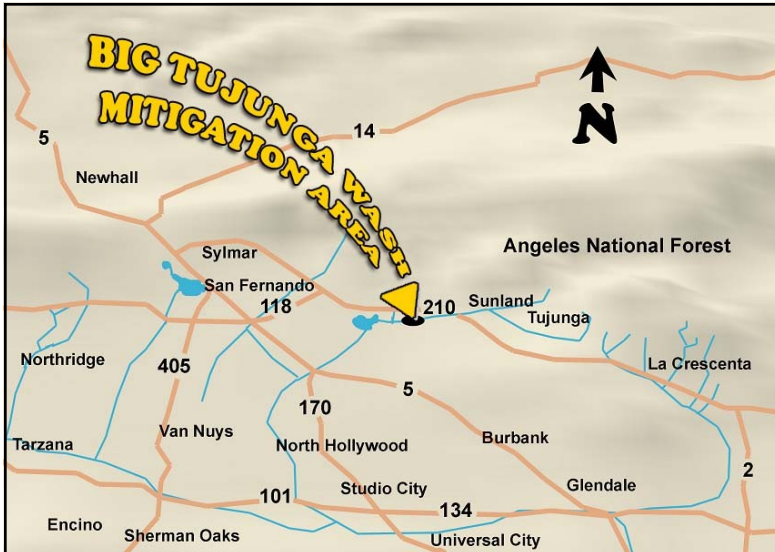 BIG TUJUNGA WASH
MITIGATION AREA
N
5
14
Newhall
Sylmar
Angeles National Forest
San Fernando
118
210
Sunland
Tujunga
Northridge
405
La Crescenta
5
170
Van Nuys
North Hollywood
Burbank
Tarzana
2
Studio City
Glendale
101
134
Encino
Sherman Oaks
Universal City